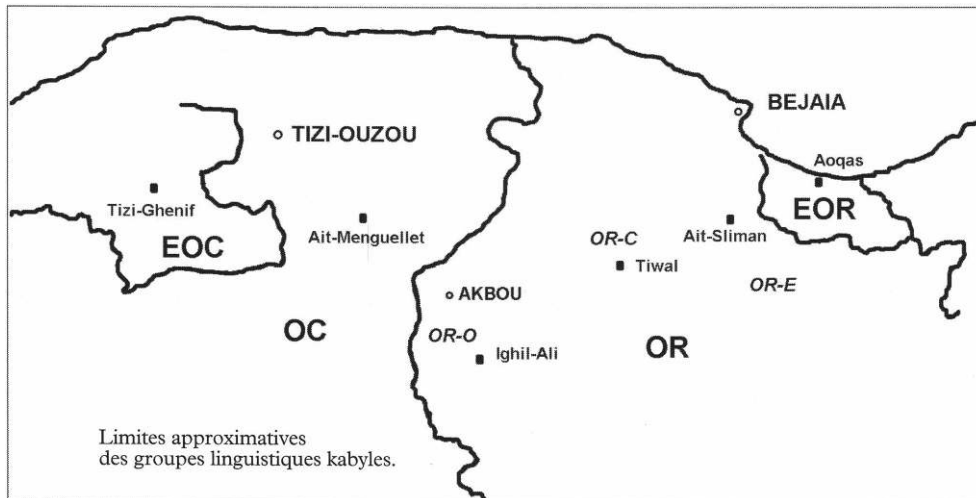 BEJAIA
TIZI-OUZOU
Aoqas
Tizi-Ghenif
EOR
Ait-Menguellet
Ait-Sliman
EOC
OR-C
Tiwal
OR-E
AKBOU
OC
OR-O
Ighil-Ali
OR
Limites approximatives
des groupes linguistiques kabyles.